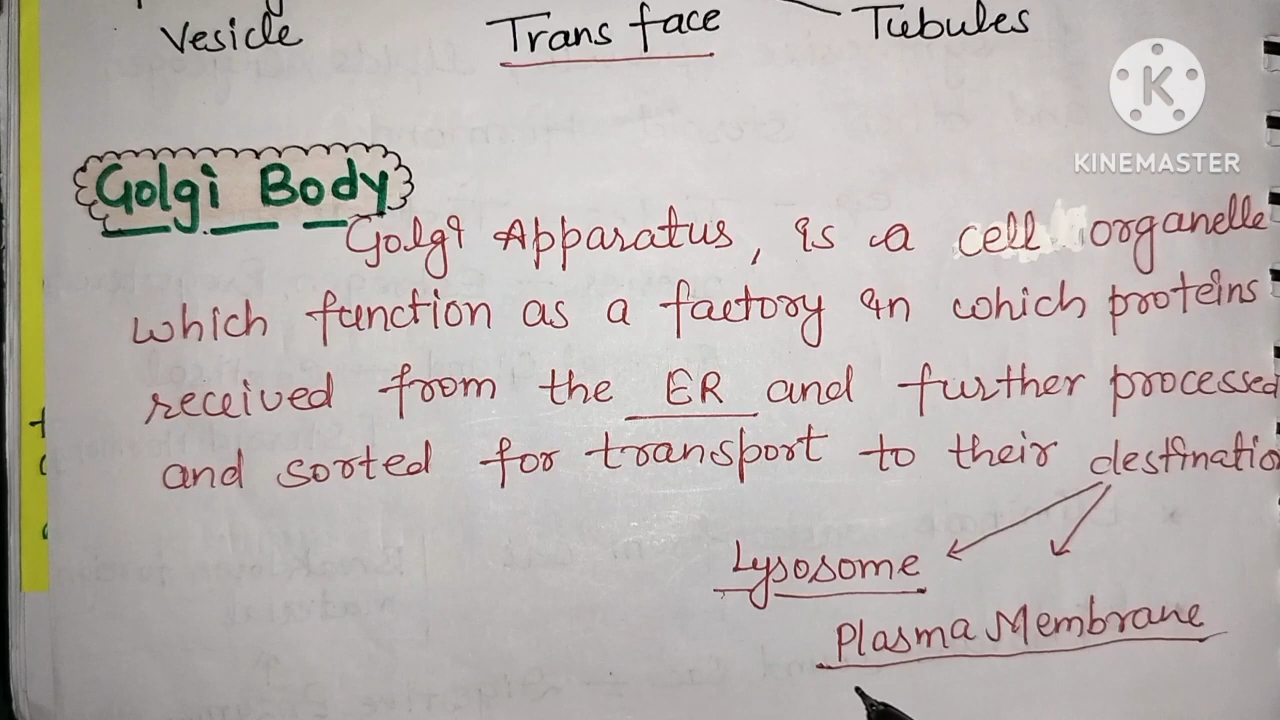 Vesicle Trans face Tubules
K
KINEMASTER
Golgi Body
Golgi Apparatus, is a cell organelle
which function as a factory in which proteins
received from the ER and further processed
and sorted for transport to their destinatio
Lysosome
Plasma Membrane